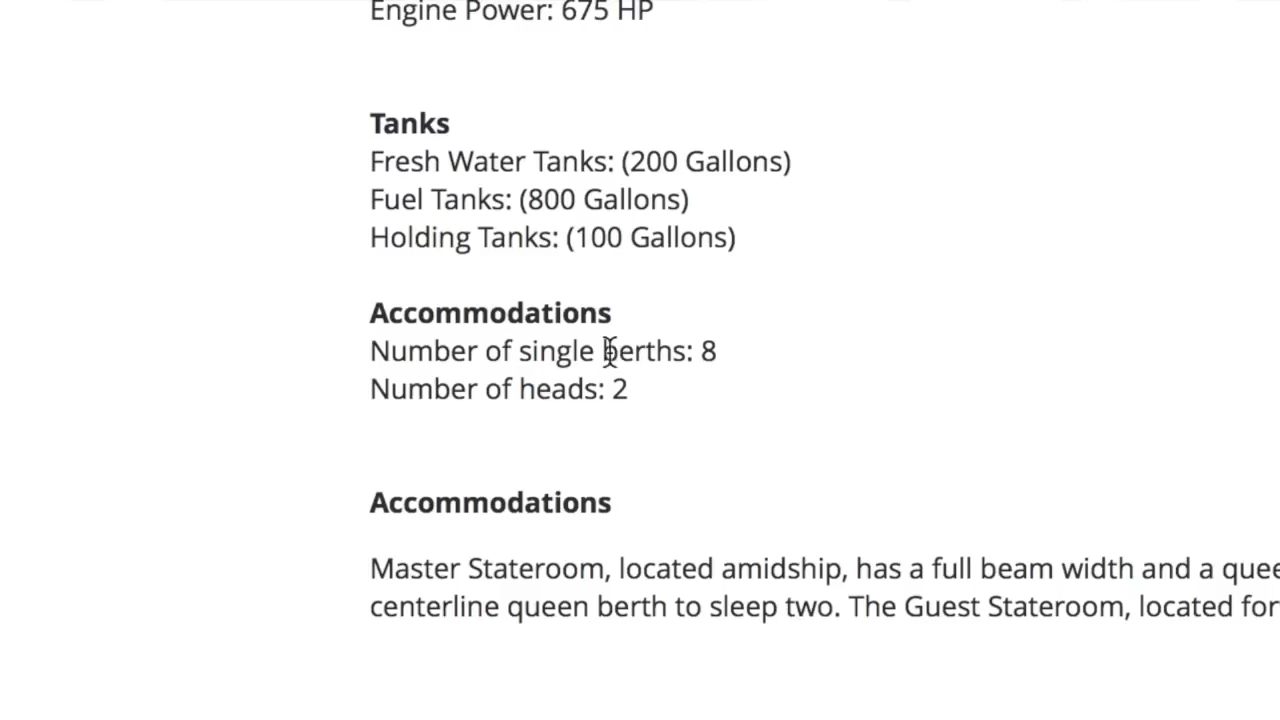 Engine Power: 675 HP
Tanks
Fresh Water Tanks: (200 Gallons)
Fuel Tanks: (800 Gallons)
Holding Tanks: (100 Gallons)
Accommodations
Number of single berths: 8
Number of heads: 2
Accommodations
Master Stateroom, located amidship, has a full beam width and a
centerline queen berth to sleep two. The Guest Stateroom, located